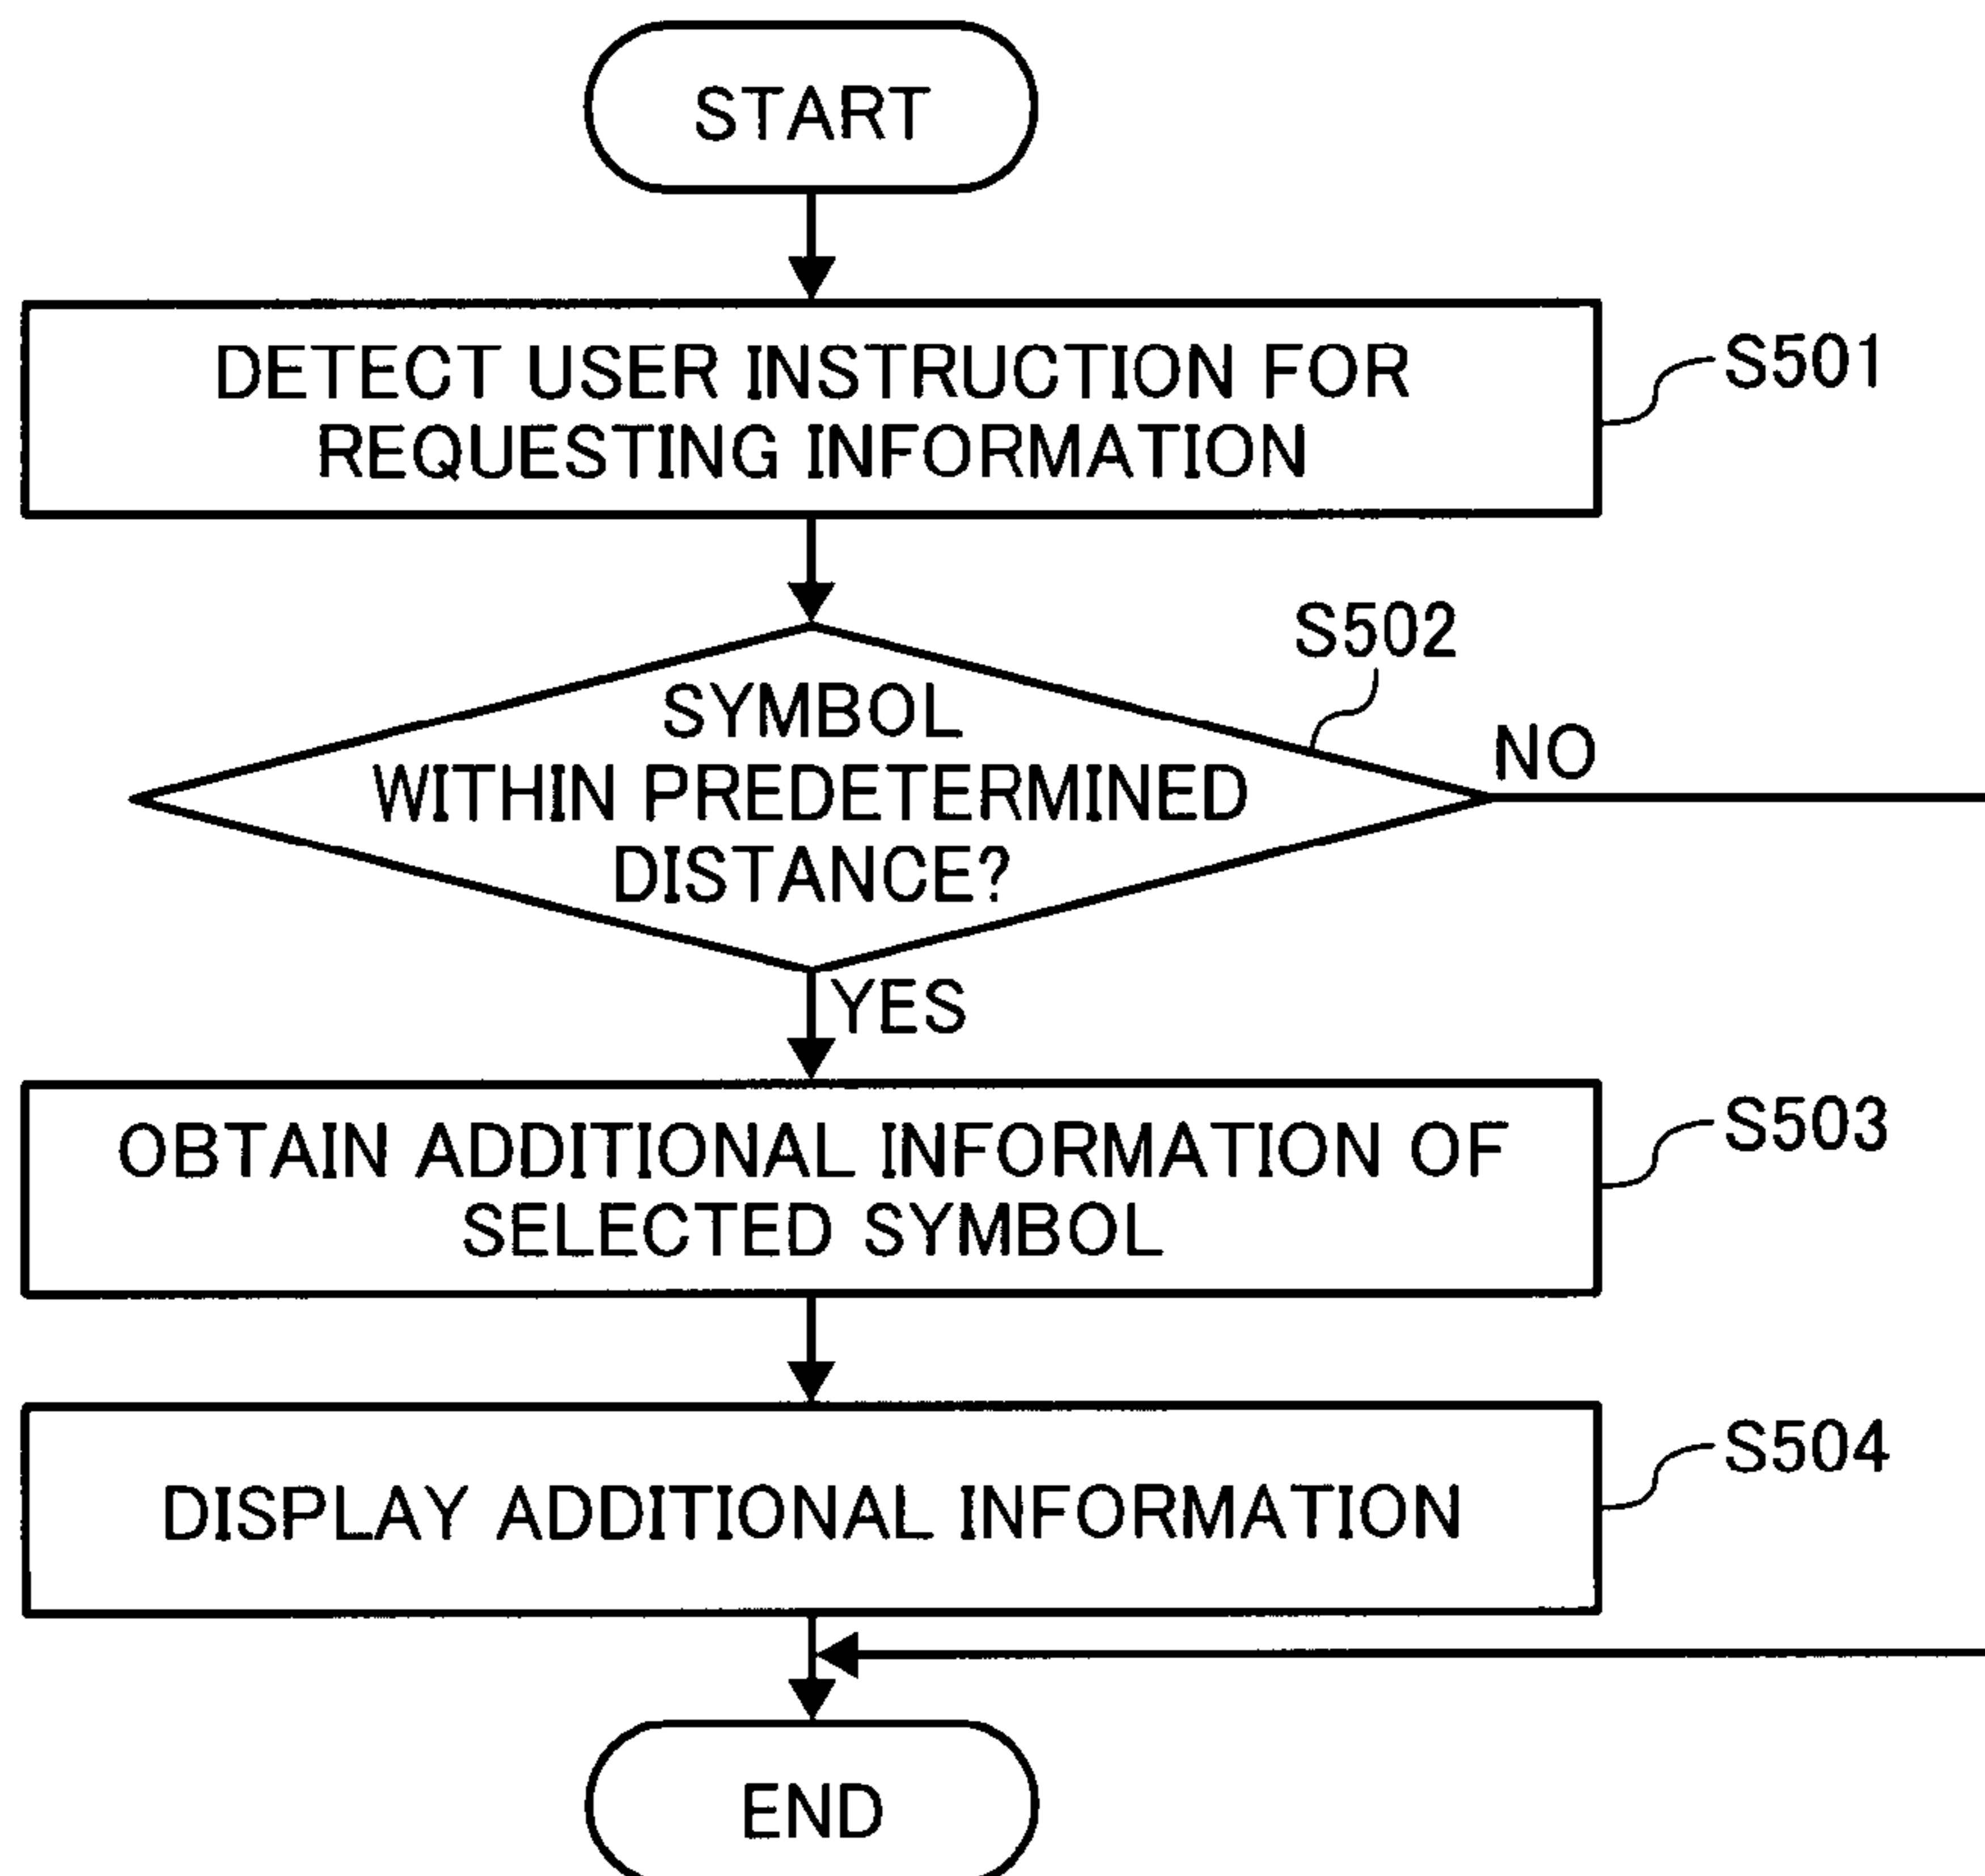 START
DETECT USER INSTRUCTION FOR
REQUESTING INFORMATION
S501
S502
SYMBOL
WITHIN PREDETERMINED
DISTANCE?
NO
YES
OBTAIN ADDITIONAL INFORMATION OF
SELECTED SYMBOL
S503
DISPLAY ADDITIONAL INFORMATION
S504
END